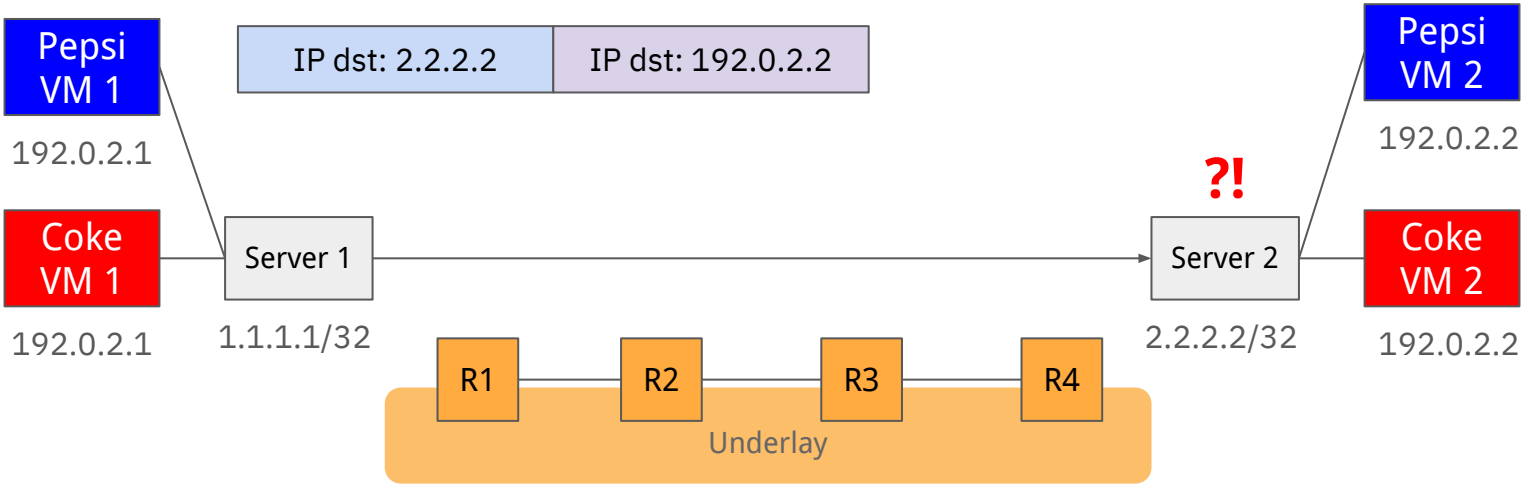 Pepsi
VM 1
192.0.2.1
IP dst: 2.2.2.2
IP dst: 192.0.2.2
Pepsi
VM 2
192.0.2.2
?!
Coke
VM 1
192.0.2.1
Server 1
1.1.1.1/32
Server 2
2.2.2.2/32
Coke
VM 2
192.0.2.2
R1
R2
R3
R4
Underlay